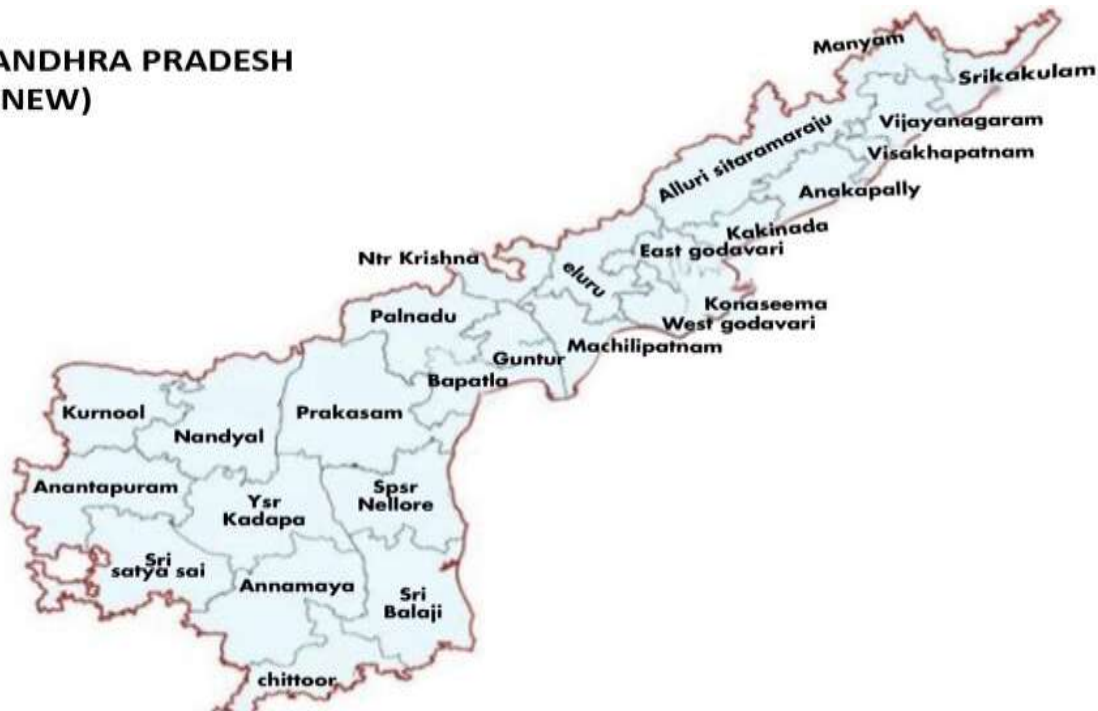 ANDHRA PRADESH
NEW)
Manyam
Srikakulam
Alluri sitaramaraju
Vijayanagaram
Visakhapatnam
Anakapally
Kakinada
East godavari
Ntr Krishna
eluru
Konaseema
West godavari
Palnadu
Machilipatnam
Guntur
Bapatla
Kurnool
Prakasam
Nandyal
Anantapuram
Ysr
Kadapa
Spsr
Nellore
Sri
satya sai
Annamaya
Sri
Balaji
chittoor